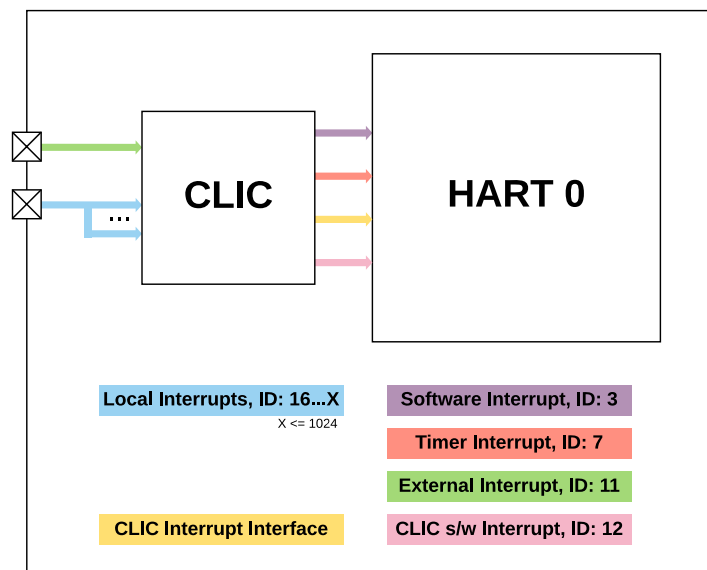 CLIC
HART 0
...
Local Interrupts, ID: 16...X
X <= 1024
CLIC Interrupt Interface
Software Interrupt, ID: 3
Timer Interrupt, ID: 7
External Interrupt, ID: 11
CLIC s/w Interrupt, ID: 12